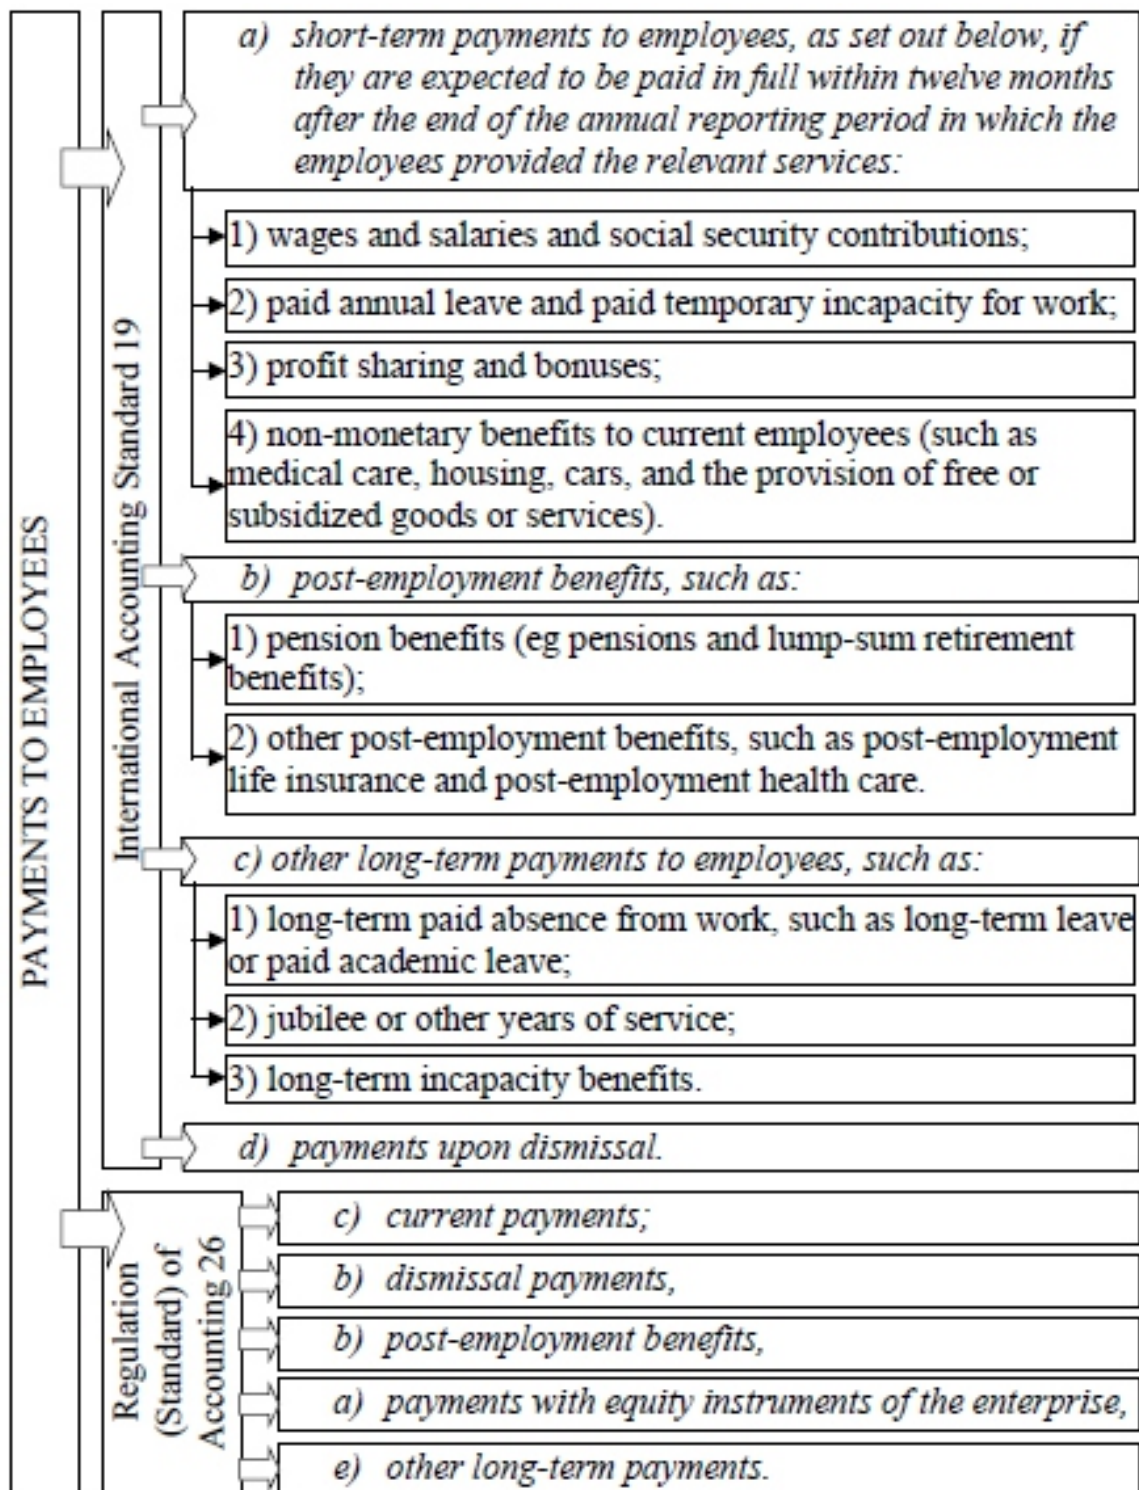 PAYMENTS TO EMPLOYEES
International Accounting Standard 19
a) short-term payments to employees, as set out below, if
they are expected to be paid in full within twelve months
after the end of the annual reporting period in which the
employees provided the relevant services:
1) wages and salaries and social security contributions;
2) paid annual leave and paid temporary incapacity for work;
3) profit sharing and bonuses;
4) non-monetary benefits to current employees (such as
medical care, housing, cars, and the provision of free or
subsidized goods or services).
b) post-employment benefits, such as:
1) pension benefits (eg pensions and lump-sum retirement
benefits);
2) other post-employment benefits, such as post-employment
life insurance and post-employment health care.
c) other long-term payments to employees, such as:
1) long-term paid absence from work, such as long-term leave
or paid academic leave;
2) jubilee or other years of service;
3) long-term incapacity benefits.
d) payments upon dismissal.
Regulation
(Standard) of
Accounting 26
c) current payments;
b) dismissal payments,
b) post-employment benefits,
a) payments with equity instruments of the enterprise,
e) other long-term payments.